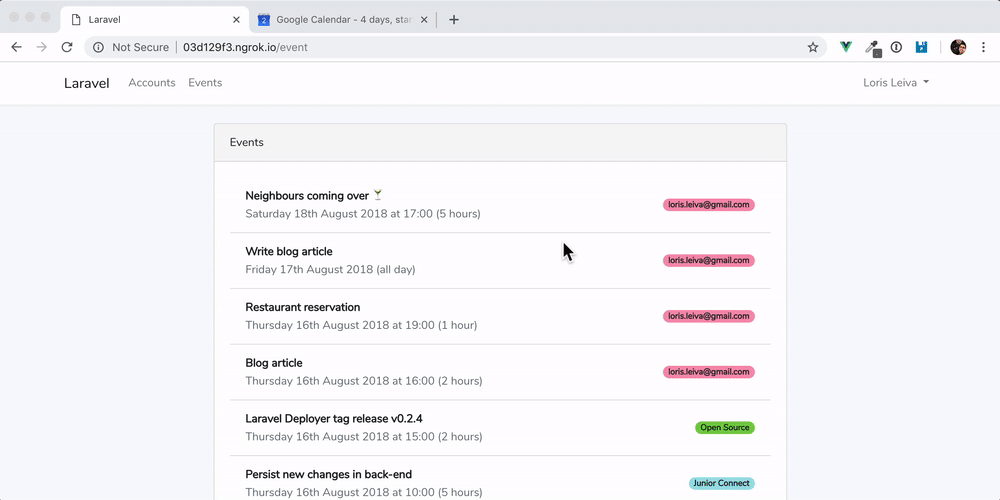 Laravel
Google Calendar - 4 days, star
Not Secure
03d129f3.ngrok.io/event
Laravel
Accounts
Events
Loris Leiva
Events
Neighbours coming over 🍸
Saturday 18th August 2018 at 17:00 (5 hours)
loris.leiva@gmail.com
Write blog article
Friday 17th August 2018 (all day)
loris.leiva@gmail.com
Restaurant reservation
Thursday 16th August 2018 at 19:00 (1 hour)
loris.leiva@gmail.com
Blog article
Thursday 16th August 2018 at 16:00 (2 hours)
loris.leiva@gmail.com
Laravel Deployer tag release v0.2.4
Thursday 16th August 2018 at 15:00 (2 hours)
Open Source
Persist new changes in back-end
Thursday 16th August 2018 at 10:00 (5 hours)
Junior Connect